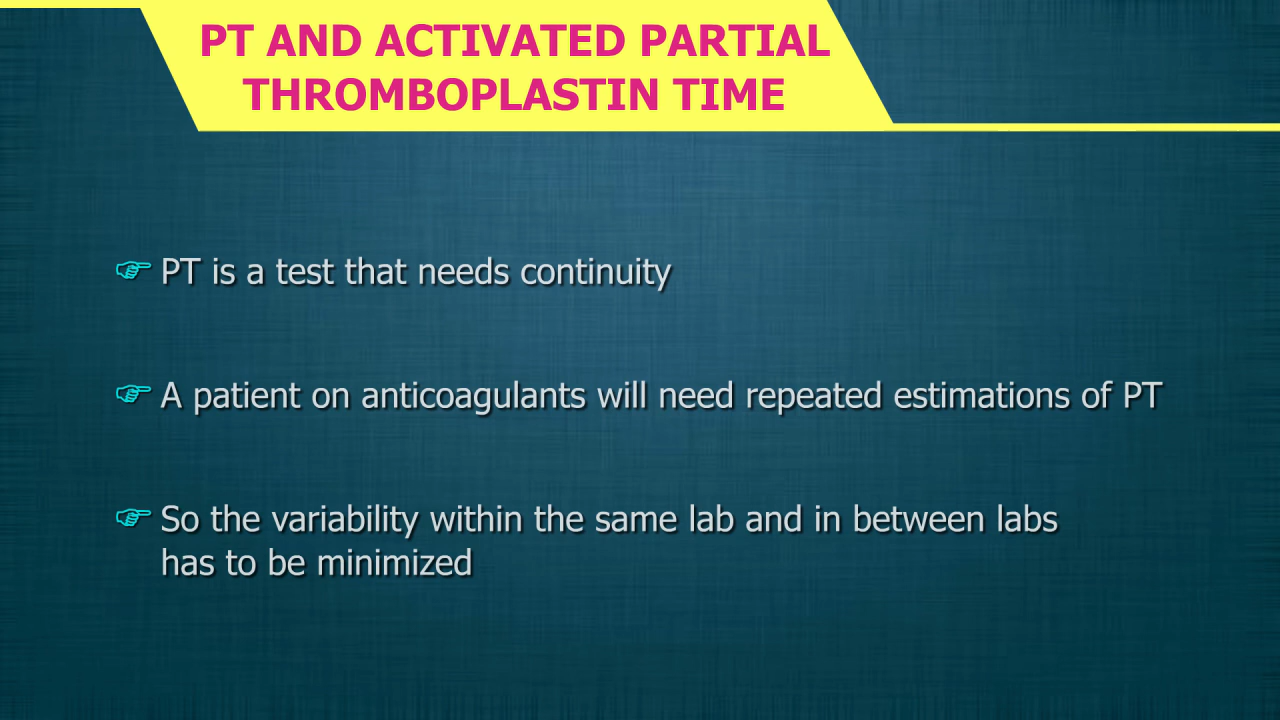 PT AND ACTIVATED PARTIAL
THROMBOPLASTIN TIME
PT is a test that needs continuity
A patient on anticoagulants will need repeated estimations of PT
So the variability within the same lab and in between labs
has to be minimized